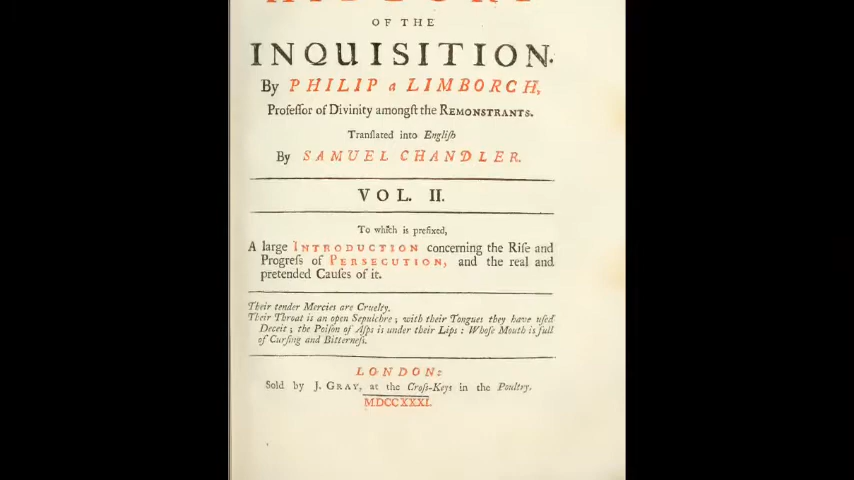 OF THE
INQUISITION.
By PHILIP a LIMBORCH,
Profeſſor of Divinity amongſt the REMONSTRANTS.
Tranſlated into Engliſh
By SAMUEL CHANDLER.
VOL. II.
To which is prefixed,
A large INTRODUCTION concerning the Riſe and
Progreſs of PERSECUTION, and the real and
pretended Cauſes of it.
Their tender Mercies are Cruelty.
Their Throat is an open Sepulchre; with their Tongues they have uſed
Deceit; the Poiſon of Aſps is under their Lips: Whoſe Mouth is full
of Curſing and Bitterneſs.
LONDON:
Sold by J. GRAY, at the Croſs-Keys in the Poultry.
MDCCXXXI.